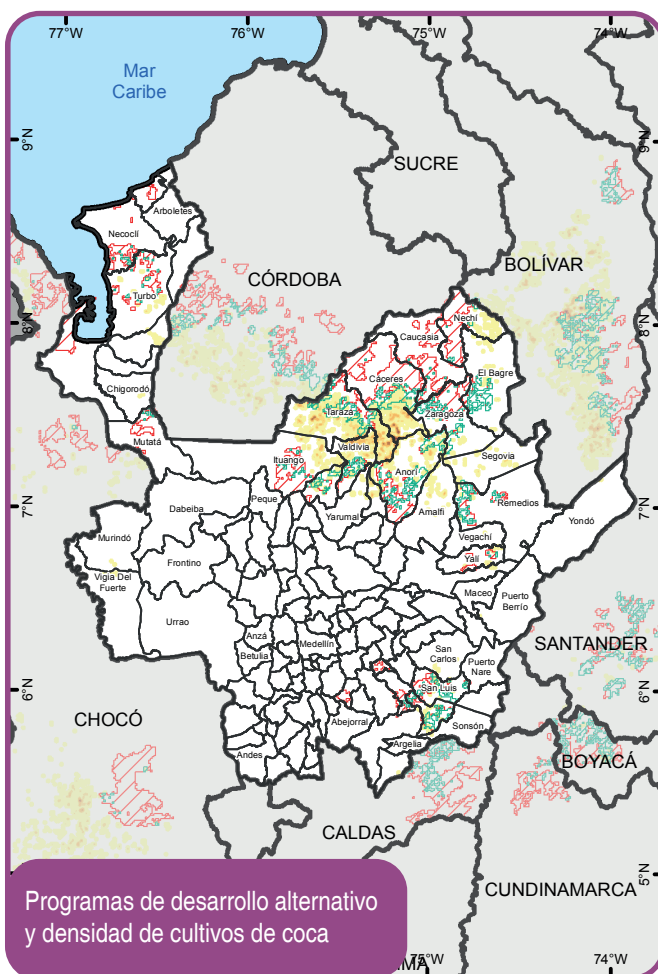 77°W
76°W
75°W
74°W
Mar
Caribe
9°N
9°N
SUCRE
Arboletes
Necoclí
BOLÍVAR
CÓRDOBA
Turbo
Nechí
8°N
8°N
Caucasia
Cáceres
El Bagre
Chigorodó
Tarazá
Zaragoza
Mutatá
Valdivia
Segovia
Ituango
Anorí
Peque
Remedios
7°N
7°N
Dabeiba
Yarumal
Amalfi
Yondó
Murindó
Vegachí
Frontino
Yalí
Vigia Del
Fuerte
Maceo
Puerto
Berrío
Urrao
Anzá
Medellín
San
Carlos
SANTANDER
Betulia
Puerto
Nare
6°N
6°N
San Luis
CHOCÓ
Abejorral
Sonsón
Argelia
Andes
BOYACÁ
CALDAS
5°N
CUNDINAMARCA
Programas de desarrollo alternativo
y densidad de cultivos de coca
75°W
74°W